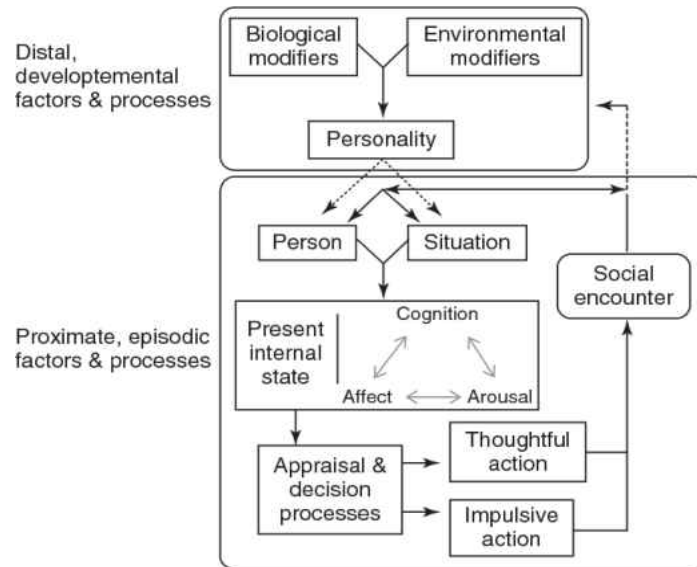 Distal,
developtemental
factors & processes
Biological
modifiers
Environmental
modifiers
Personality
Person
Situation
Social
encounter
Proximate, episodic
factors & processes
Present
internal
state
Cognition
Affect
Arousal
Appraisal &
decision
processes
Thoughtful
action
Impulsive
action